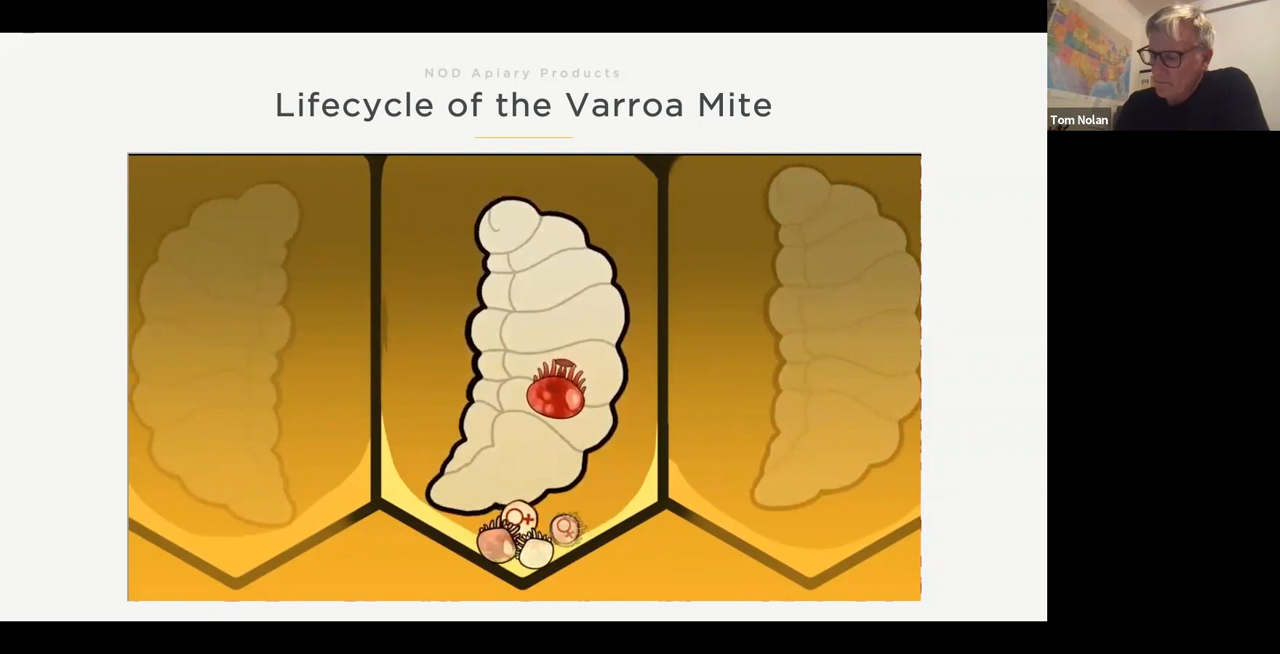 NOD Apiary Products
Lifecycle of the Varroa Mite
Tom Nolan